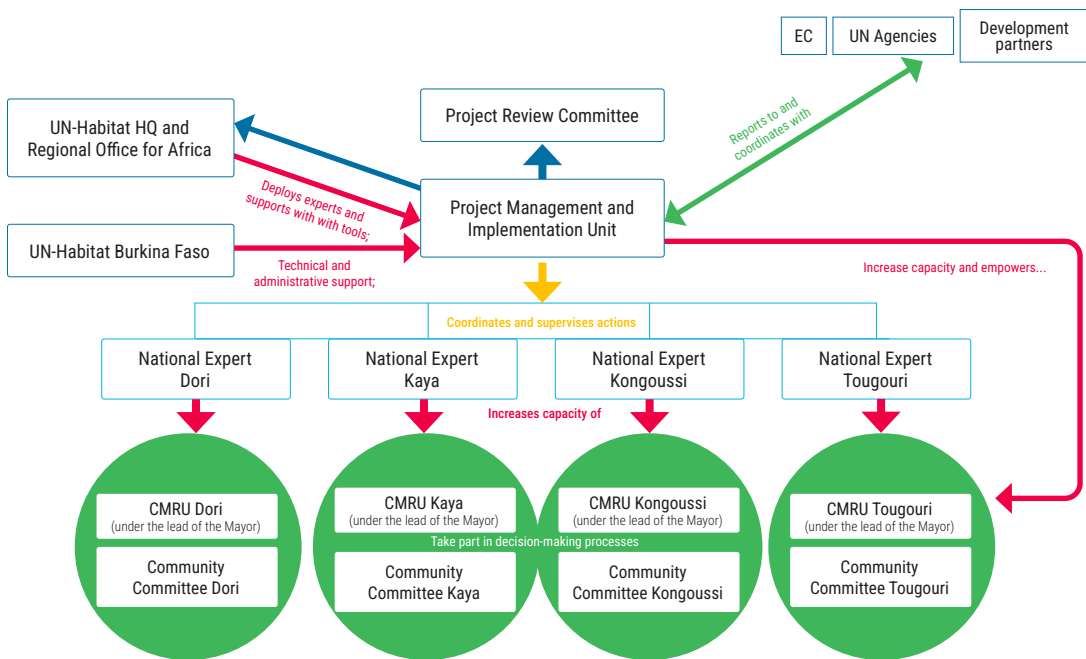 EC
UN Agencies
Development
partners
UN-Habitat HQ and
Regional Office for Africa
Project Review Committee
Reports to and
coordinates with
Deploys experts and
supports with with tools;
Project Management and
Implementation Unit
UN-Habitat Burkina Faso
Technical and
administrative support;
Increase capacity and empowers...
Coordinates and supervises actions
National Expert
Dori
National Expert
Kaya
National Expert
Kongoussi
National Expert
Tougouri
Increases capacity of
CMRU Dori
(under the lead of the Mayor)
CMRU Kaya
(under the lead of the Mayor)
CMRU Kongoussi
(under the lead of the Mayor)
CMRU Tougouri
(under the lead of the Mayor)
Take part in decision-making processes
Community
Committee Dori
Community
Committee Kaya
Community
Committee Kongoussi
Community
Committee Tougouri